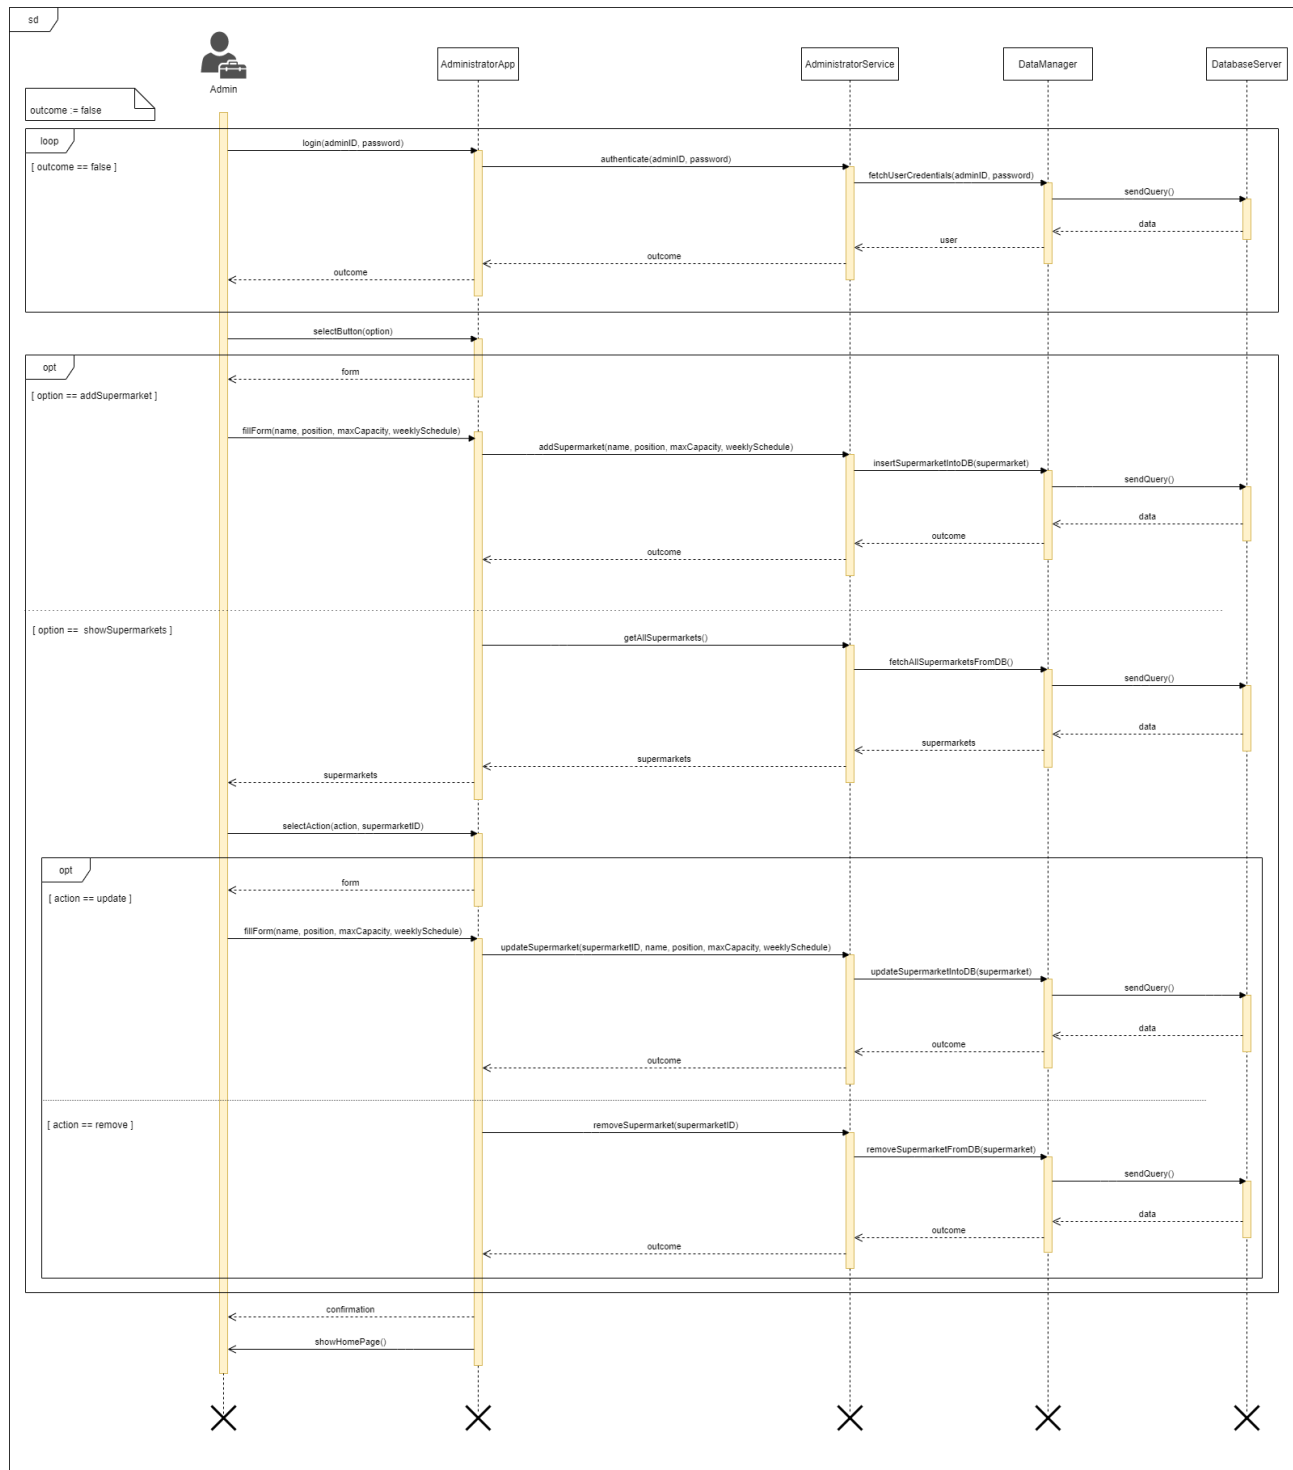 sd
Admin
AdministratorApp
AdministratorService
DataManager
DatabaseServer
outcome := false
loop
[ outcome == false ]
login(adminID, password)
authenticate(adminID, password)
fetchUserCredentials(adminID, password)
sendQuery()
data
user
outcome
outcome
selectButton(option)
opt
[ option == addSupermarket ]
form
fillForm(name, position, maxCapacity, weeklySchedule)
addSupermarket(name, position, maxCapacity, weeklySchedule)
insertSupermarketIntoDB(supermarket)
sendQuery()
data
outcome
outcome
[ option ==  showSupermarkets ]
getAllSupermarkets()
fetchAllSupermarketsFromDB()
sendQuery()
data
supermarkets
supermarkets
supermarkets
selectAction(action, supermarketID)
opt
[ action == update ]
form
fillForm(name, position, maxCapacity, weeklySchedule)
updateSupermarket(supermarketID, name, position, maxCapacity, weeklySchedule)
updateSupermarketIntoDB(supermarket)
sendQuery()
data
outcome
outcome
[ action == remove ]
removeSupermarket(supermarketID)
removeSupermarketFromDB(supermarket)
sendQuery()
data
outcome
outcome
confirmation
showHomePage()